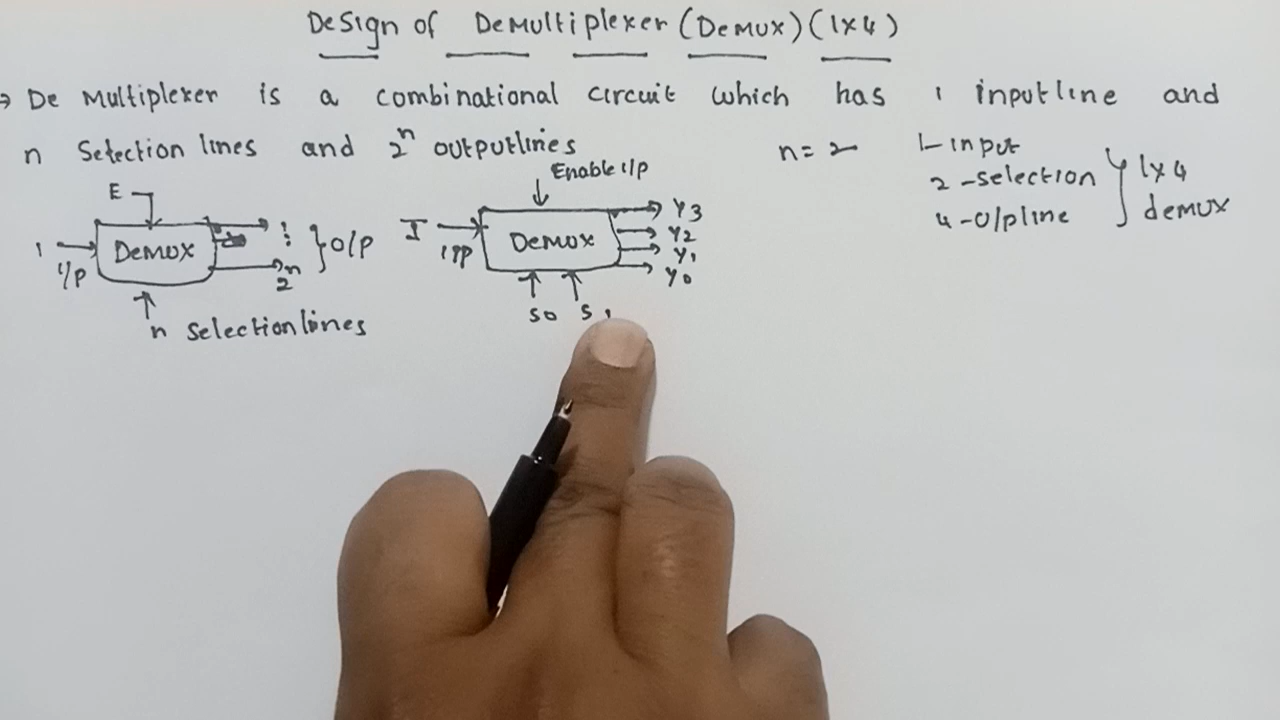 Design of DeMultiplexer (DeMUX) (1x4)
→ De Multiplexer is a combinational circuit which has 1 inputline and
n Selection lines and 2^n outputlines
n=2
1-input
2-selection
4-o/pline
1x4
demux
E
1
I/p
Demux
2^n
}O/P
n selectionlines
Enable i/p
I
i/p
Demux
Y3
Y2
Y1
Y0
S0 S1